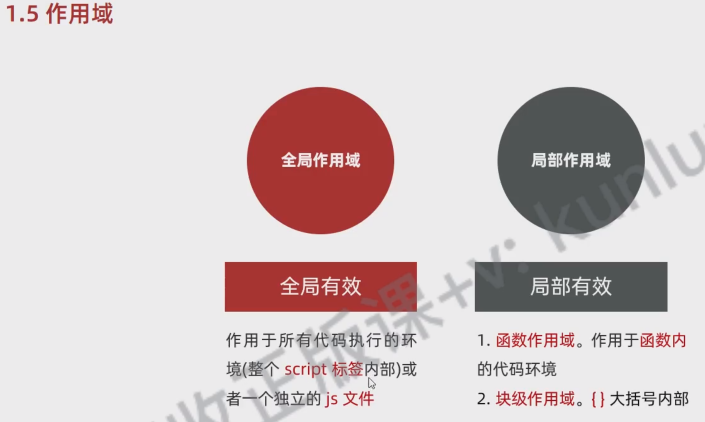 1.5 作用域
全局作用域
局部作用域
全局有效
局部有效
作用于所有代码执行的环
境(整个 script 标签内部)或
者一个独立的 js 文件
1. 函数作用域。作用于函数内
的代码环境
2. 块级作用域。{ } 大括号内部
收正版课+v: kunlu